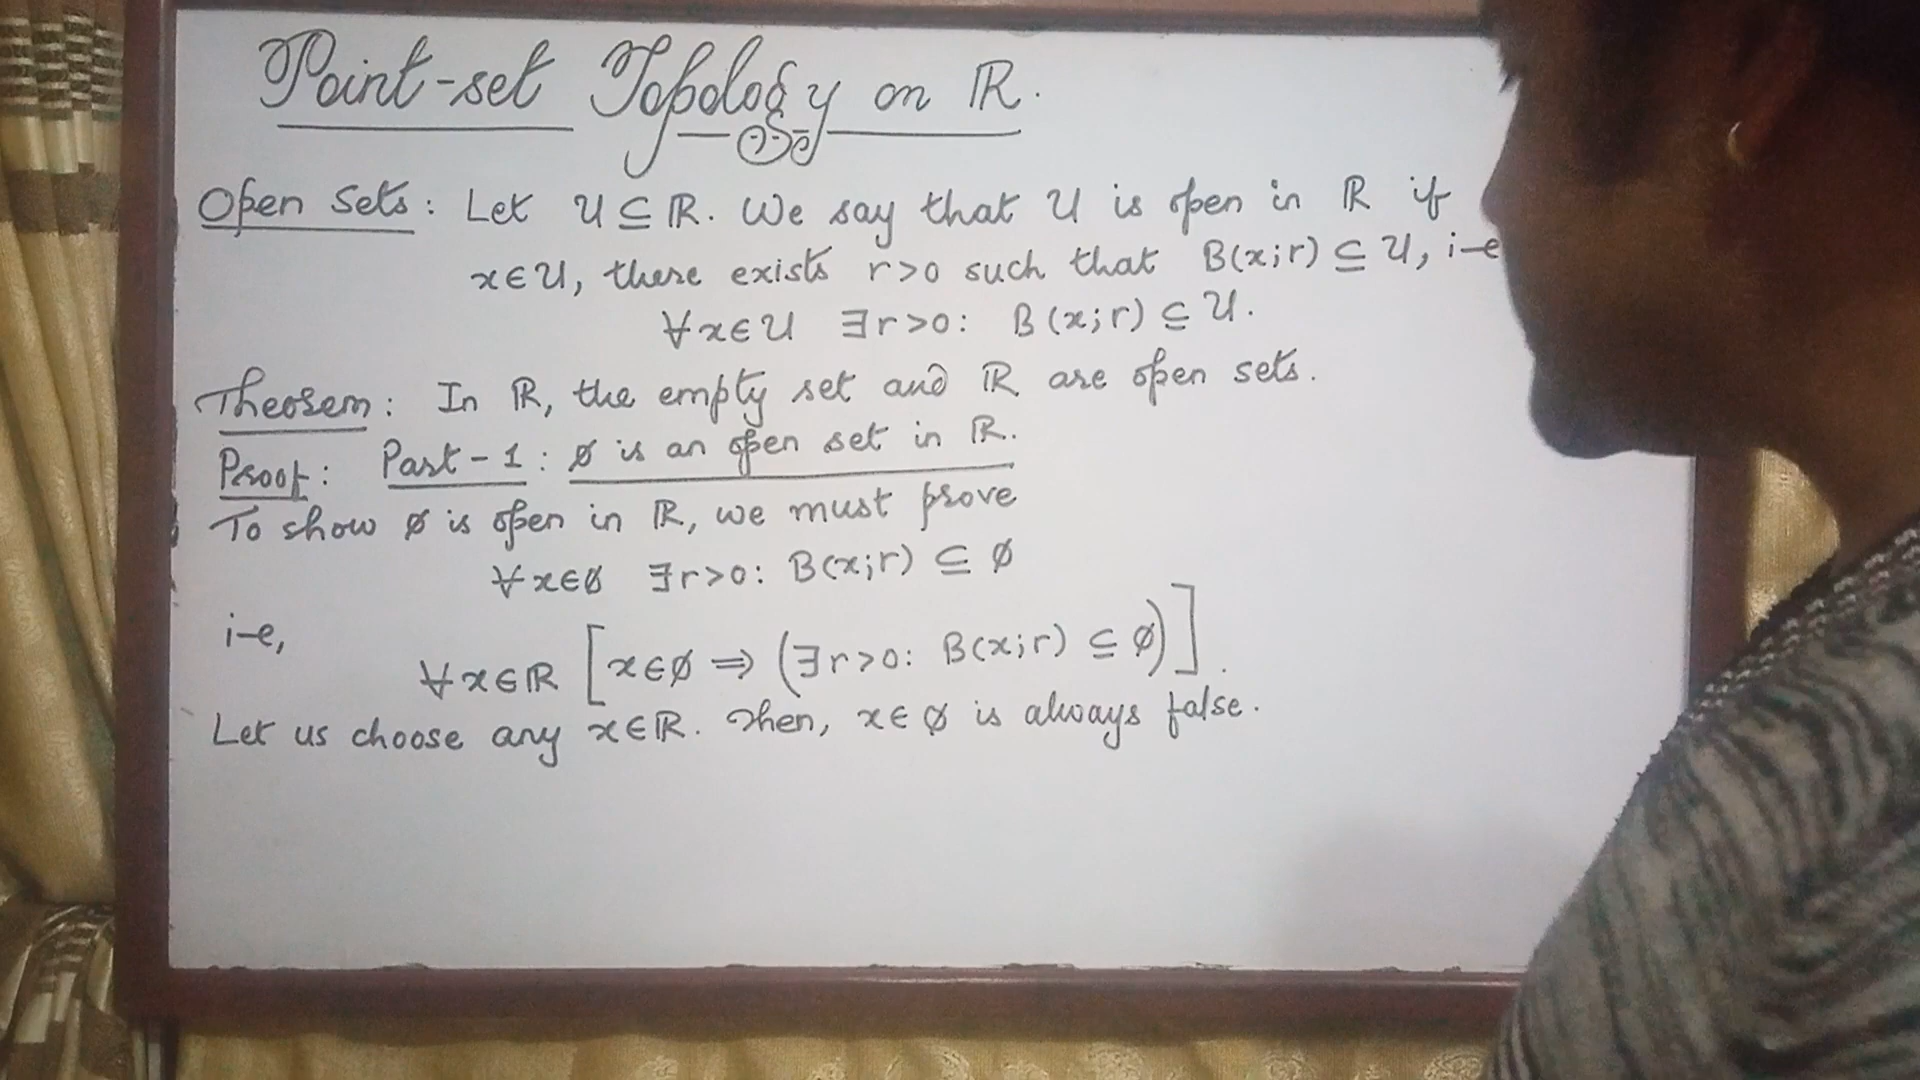 Point-set Topology on ℝ.
Open Sets: Let U ⊆ ℝ. We say that U is open in ℝ if
x∈U, there exists r>0 such that B(x;r) ⊆ U, i-e
∀x∈U ∃r>0: B(x;r) ⊆ U.
Theorem: In ℝ, the empty set and ℝ are open sets.
Proof: Part-1: ∅ is an open set in ℝ.
To show ∅ is open in ℝ, we must prove
∀x∈∅ ∃r>0: B(x;r) ⊆ ∅
i-e,
∀x∈ℝ [x∈∅ ⇒ (∃r>0: B(x;r) ⊆ ∅)].
Let us choose any x∈ℝ. Then, x∈∅ is always false.